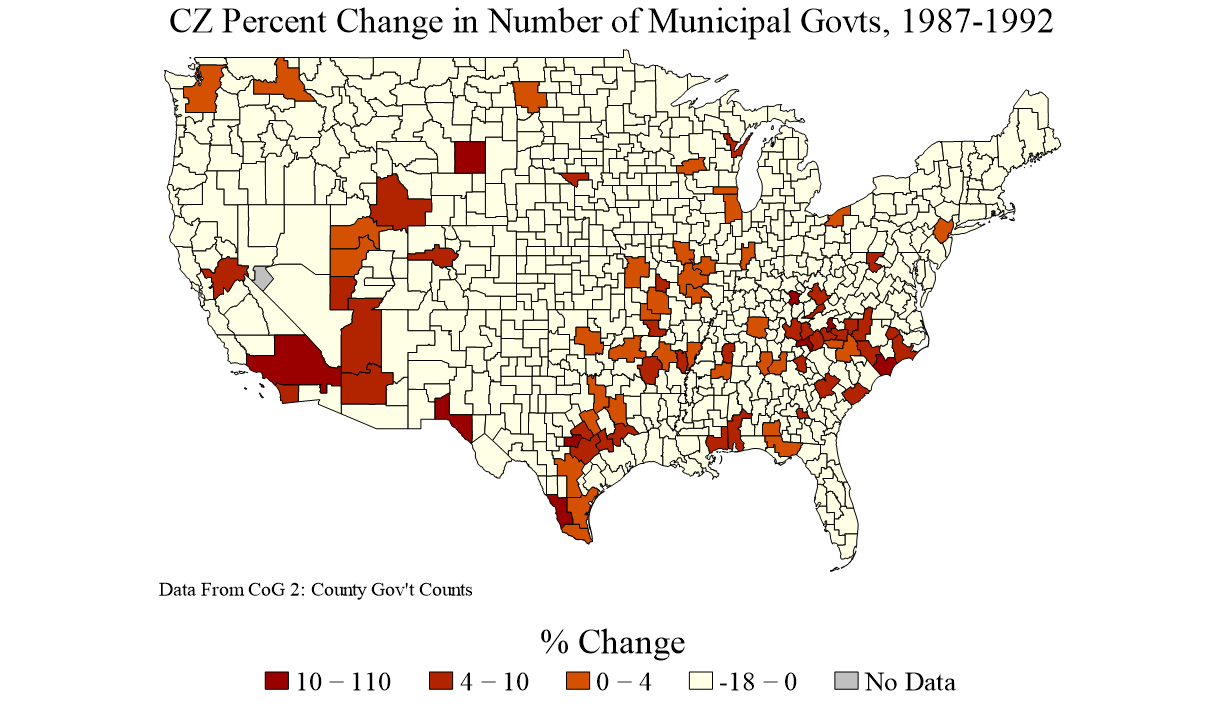 CZ Percent Change in Number of Municipal Govts, 1987-1992
Data From CoG 2: County Gov't Counts
% Change
10 − 110 4 − 10 0 − 4 -18 − 0 No Data